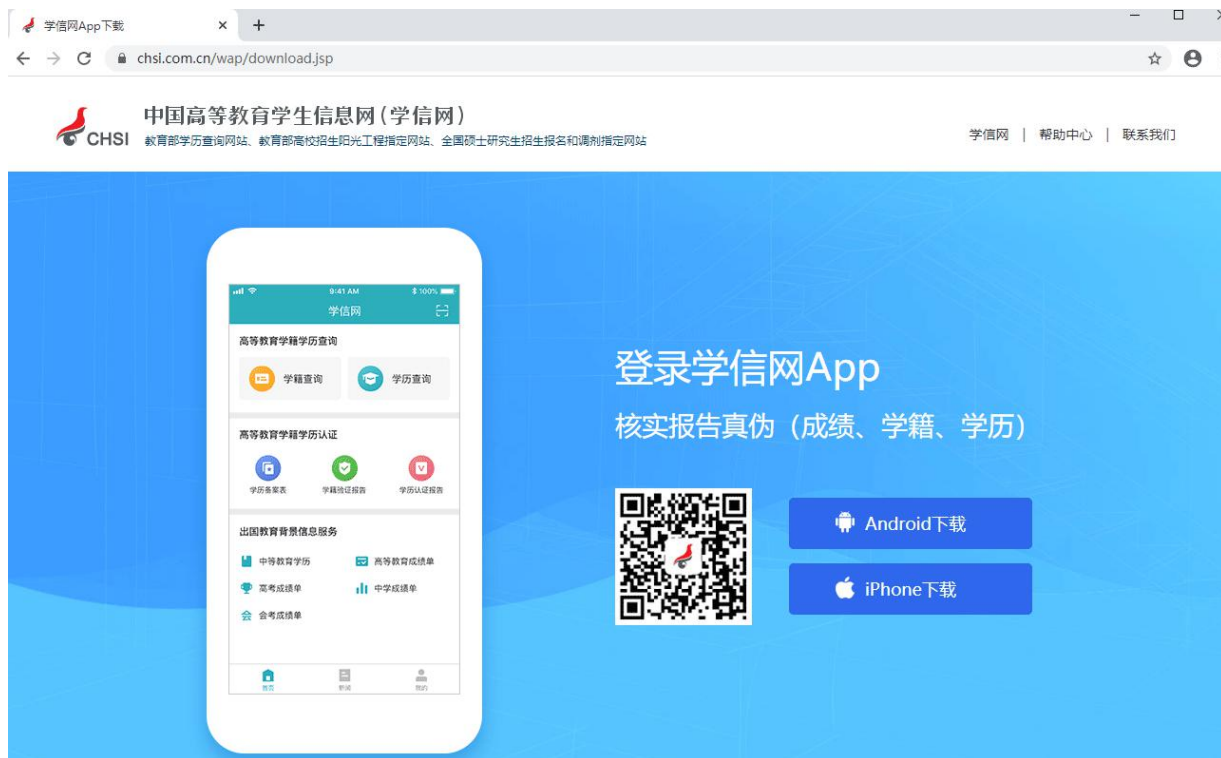 学信网App下载
chsi.com.cn/wap/download.jsp
中国高等教育学生信息网(学信网)
CHSI
教育部学历查询网站、教育部高校招生阳光工程指定网站、全国硕士研究生招生报名和调剂指定网站
学信网 | 帮助中心 | 联系我们
9:41 AM 100%
学信网
高等教育学籍学历查询
学籍查询 学历查询
高等教育学籍学历认证
学历备案表 学籍验证报告 学历认证报告
出国教育背景信息服务
中等教育学历 高等教育成绩单
高考成绩单 中学成绩单
会考成绩单
首页 新闻 我的
登录学信网App
核实报告真伪（成绩、学籍、学历）
Android下载
iPhone下载